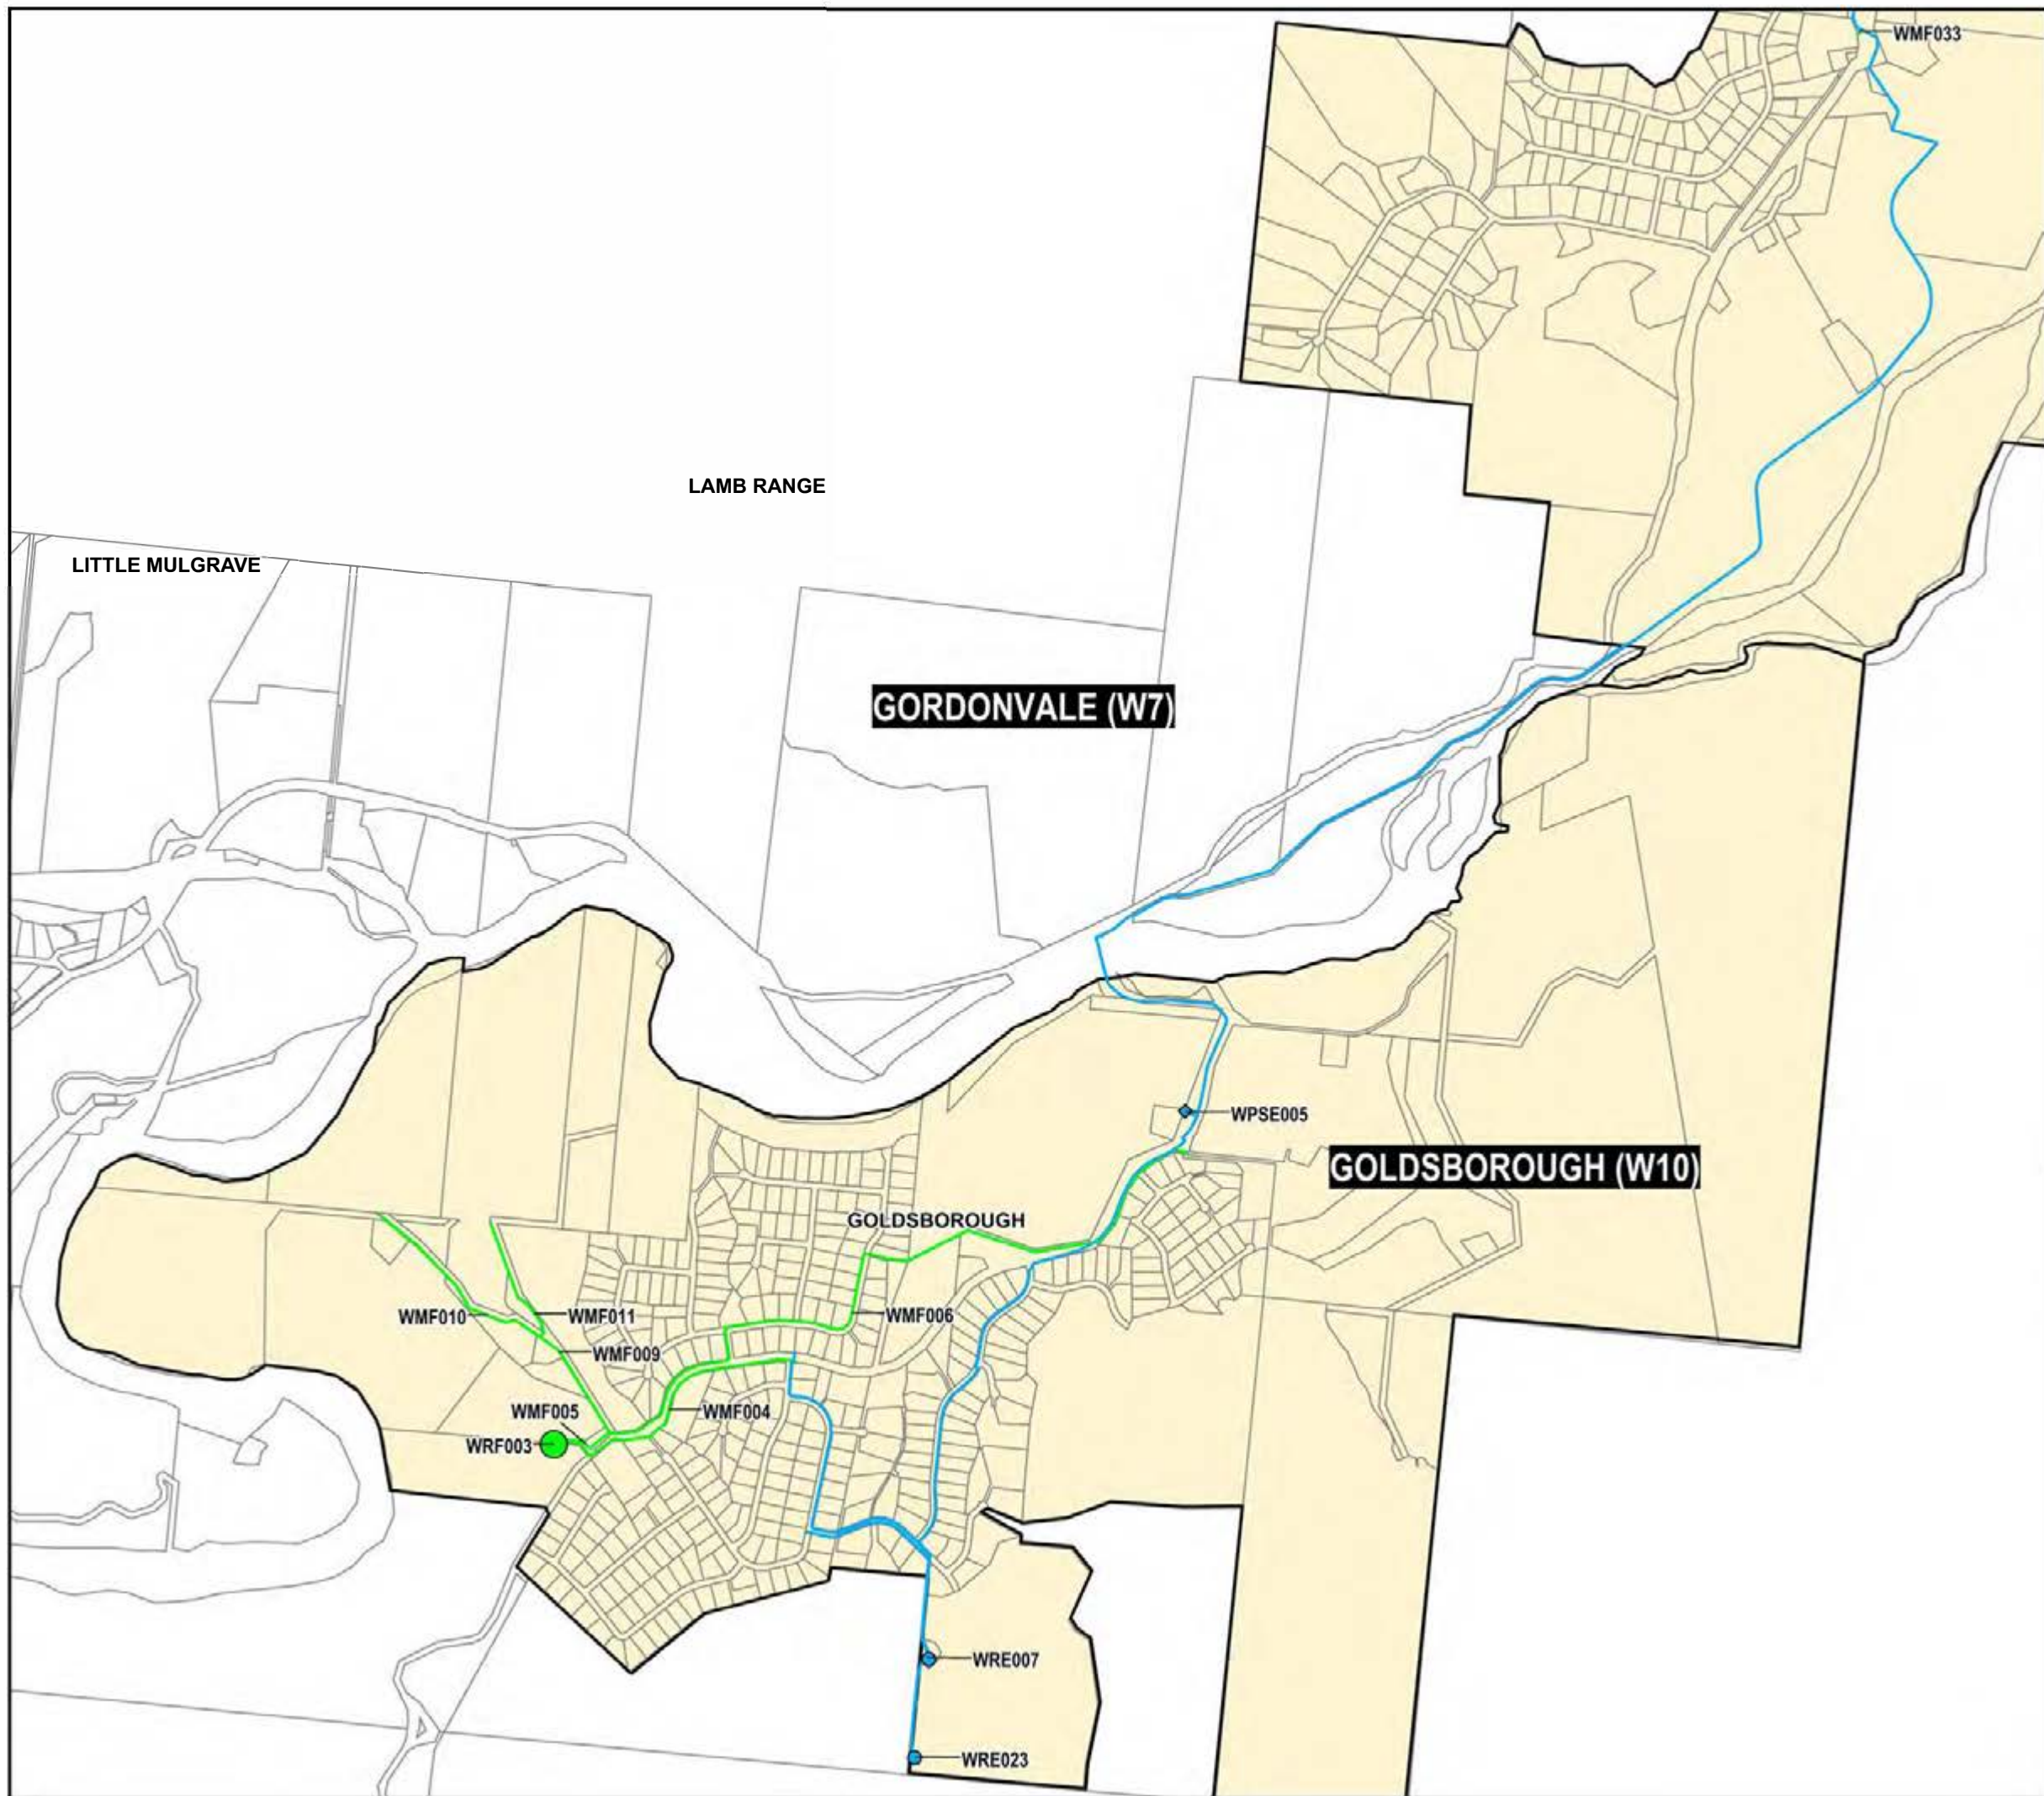 WMF033
LAMB RANGE
LITTLE MULGRAVE
GORDONVALE (W7)
WPSE005
GOLDSBOROUGH (W10)
GOLDSBOROUGH
WMF010
WMF011
WMF006
WMF009
WMF005
WMF004
WRF003
WRE007
WRE023